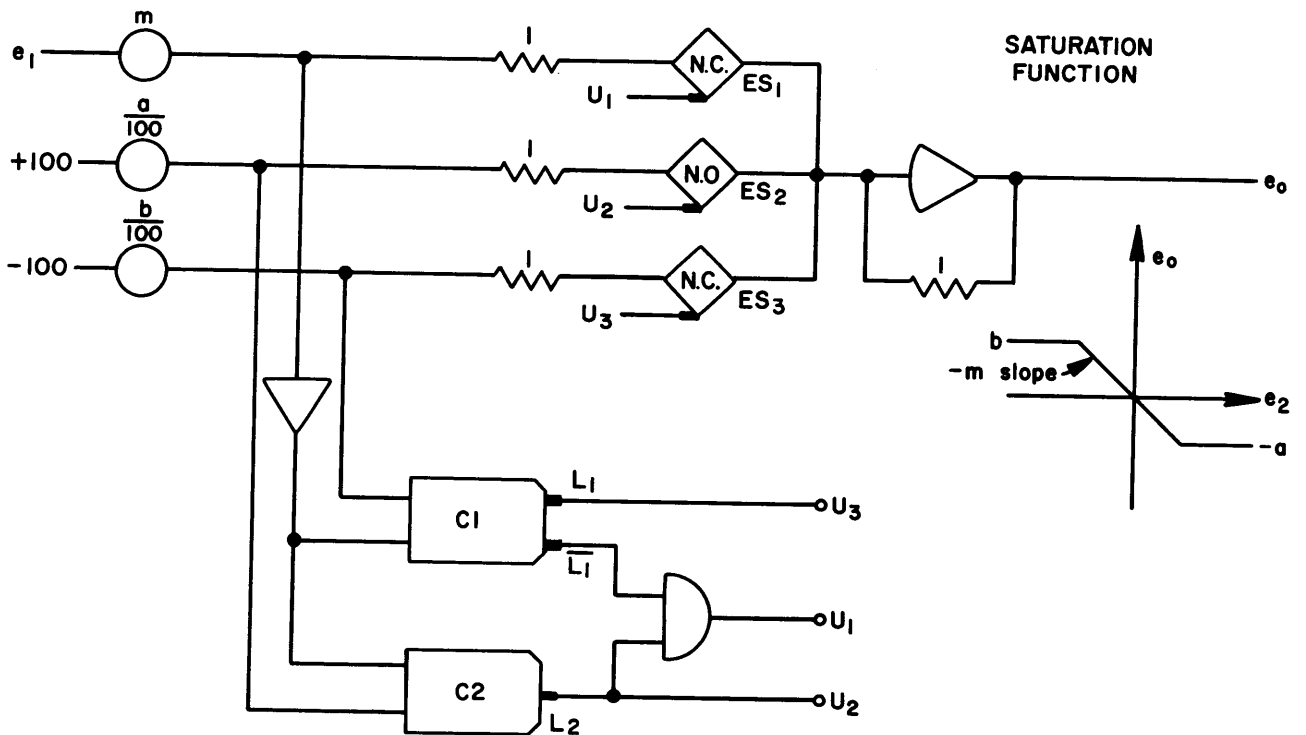 SATURATION
FUNCTION
m
e₁
1
N.C.
ES₁
U₁
a
100
+100
1
N.O
ES₂
U₂
e₀
b
100
-100
1
N.C.
ES₃
U₃
1
e₀
b
-m slope
e₂
-a
C1
L₁
U₃
L̅₁
U₁
C2
L₂
U₂